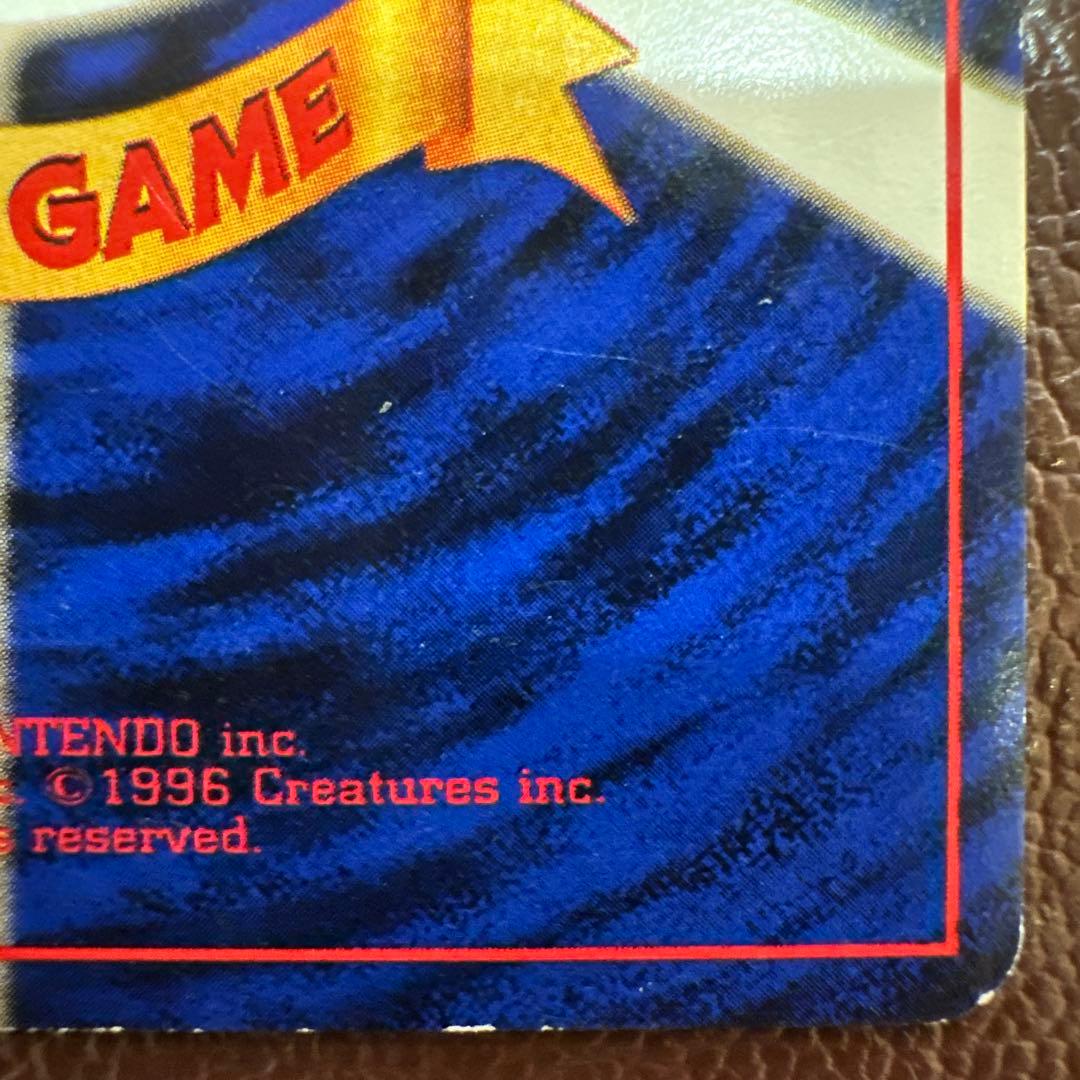 GAME
NTENDO inc.
. ©1996 Creatures inc.
s reserved.